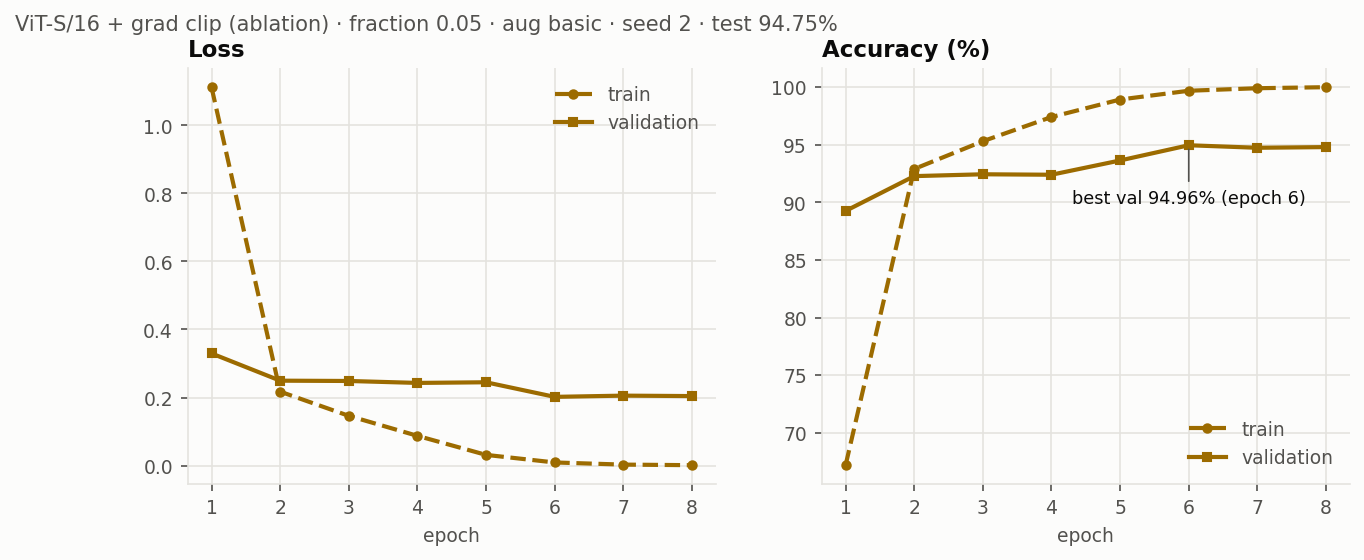 ViT-S/16 + grad clip (ablation) · fraction 0.05 · aug basic · seed 2 · test 94.75%
Loss
train
validation
1.0
0.8
0.6
0.4
0.2
0.0
1 2 3 4 5 6 7 8
epoch
Accuracy (%)
100
95
90
85
80
75
70
best val 94.96% (epoch 6)
train
validation
1 2 3 4 5 6 7 8
epoch